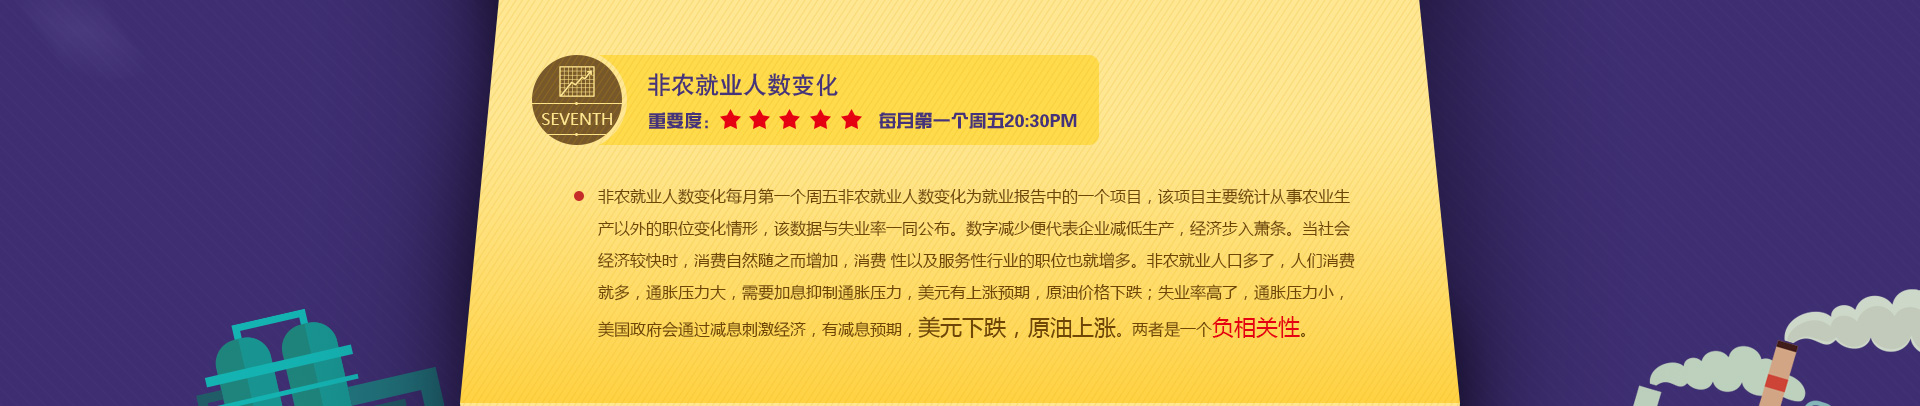 SEVENTH
非农就业人数变化
重要度：★ ★ ★ ★ ★ 每月第一个周五20:30PM
非农就业人数变化每月第一个周五非农就业人数变化为就业报告中的一个项目，该项目主要统计从事农业生
产以外的职位变化情形，该数据与失业率一同公布。数字减少便代表企业减低生产，经济步入萧条。当社会
经济较快时，消费自然随之而增加，消费 性以及服务性行业的职位也就增多。非农就业人口多了，人们消费
就多，通胀压力大，需要加息抑制通胀压力，美元有上涨预期，原油价格下跌；失业率高了，通胀压力小，
美国政府会通过减息刺激经济，有减息预期，美元下跌，原油上涨。两者是一个负相关性。